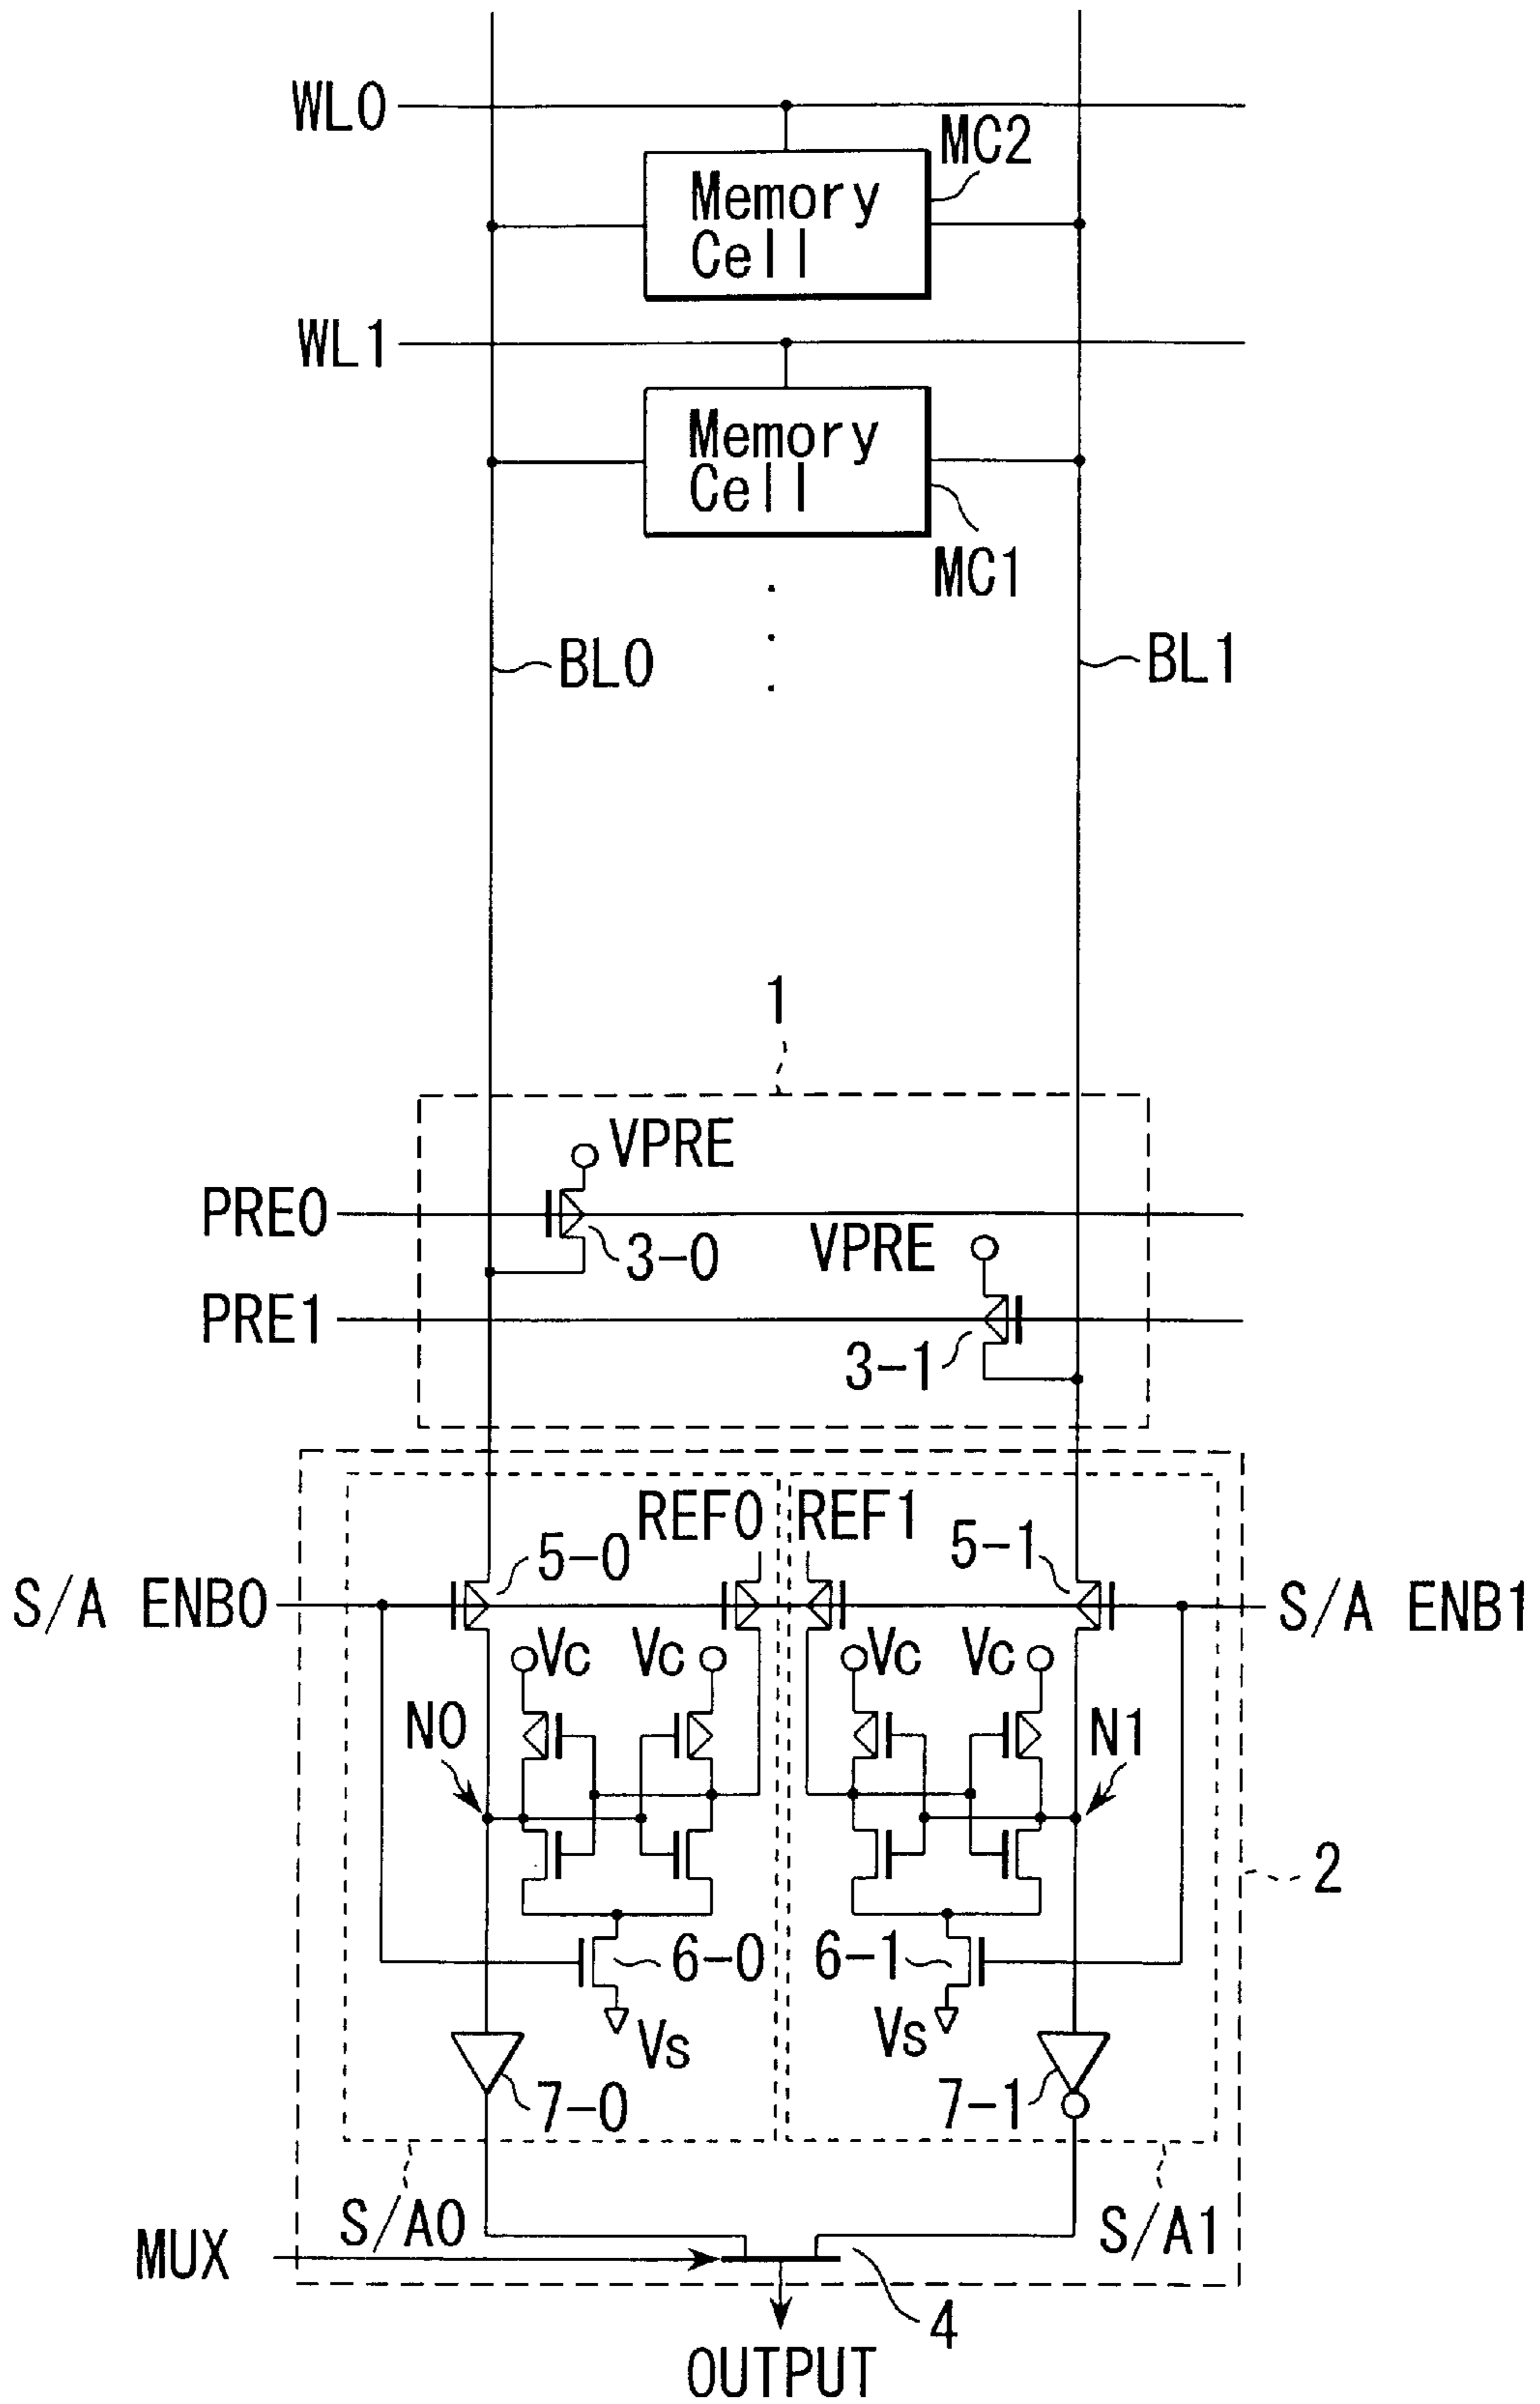 WL0
MC2
Memory
Cell
WL1
Memory
Cell
MC1
BL0
BL1
1
VPRE
PRE0
3-0
VPRE
PRE1
3-1
REF0
REF1
5-0
5-1
S/A ENB0
S/A ENB1
Vc
Vc
Vc
Vc
N0
N1
2
6-0
6-1
Vs
Vs
7-0
7-1
S/A0
S/A1
MUX
4
OUTPUT